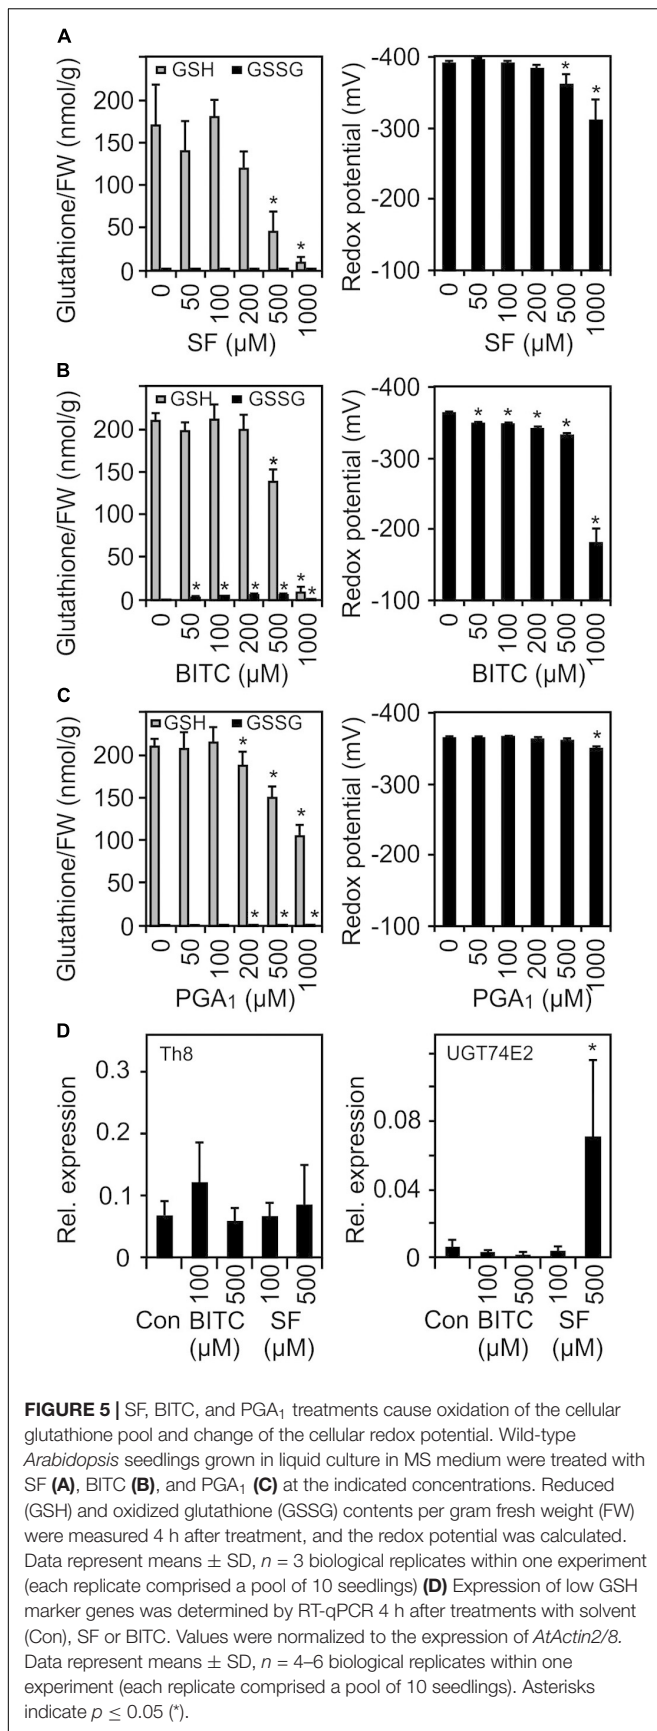 A
GSH GSSG
Glutathione/FW (nmol/g)
200
150
100
50
0
0 50 100 200 500 1000
SF (µM)
* *
Redox potential (mV)
-400
-300
-200
-100
0 50 100 200 500 1000
SF (µM)
* *
B
GSH GSSG
Glutathione/FW (nmol/g)
200
150
100
50
0
0 50 100 200 500 1000
BITC (µM)
* * * * * * *
Redox potential (mV)
-400
-300
-200
-100
0 50 100 200 500 1000
BITC (µM)
* * * * *
C
GSH GSSG
Glutathione/FW (nmol/g)
200
150
100
50
0
0 50 100 200 500 1000
PGA₁ (µM)
* * * * * *
Redox potential (mV)
-400
-300
-200
-100
0 50 100 200 500 1000
PGA₁ (µM)
*
D
Th8
Rel. expression
0.3
0.2
0.1
0
100 500 100 500
Con BITC SF
(µM) (µM)
UGT74E2
*
Rel. expression
0.08
0.04
0
100 500 100 500
Con BITC SF
(µM) (µM)
FIGURE 5 | SF, BITC, and PGA₁ treatments cause oxidation of the cellular
glutathione pool and change of the cellular redox potential. Wild-type
Arabidopsis seedlings grown in liquid culture in MS medium were treated with
SF (A), BITC (B), and PGA₁ (C) at the indicated concentrations. Reduced
(GSH) and oxidized glutathione (GSSG) contents per gram fresh weight (FW)
were measured 4 h after treatment, and the redox potential was calculated.
Data represent means ± SD, n = 3 biological replicates within one experiment
(each replicate comprised a pool of 10 seedlings) (D) Expression of low GSH
marker genes was determined by RT-qPCR 4 h after treatments with solvent
(Con), SF or BITC. Values were normalized to the expression of AtActin2/8.
Data represent means ± SD, n = 4–6 biological replicates within one
experiment (each replicate comprised a pool of 10 seedlings). Asterisks
indicate p ≤ 0.05 (*).